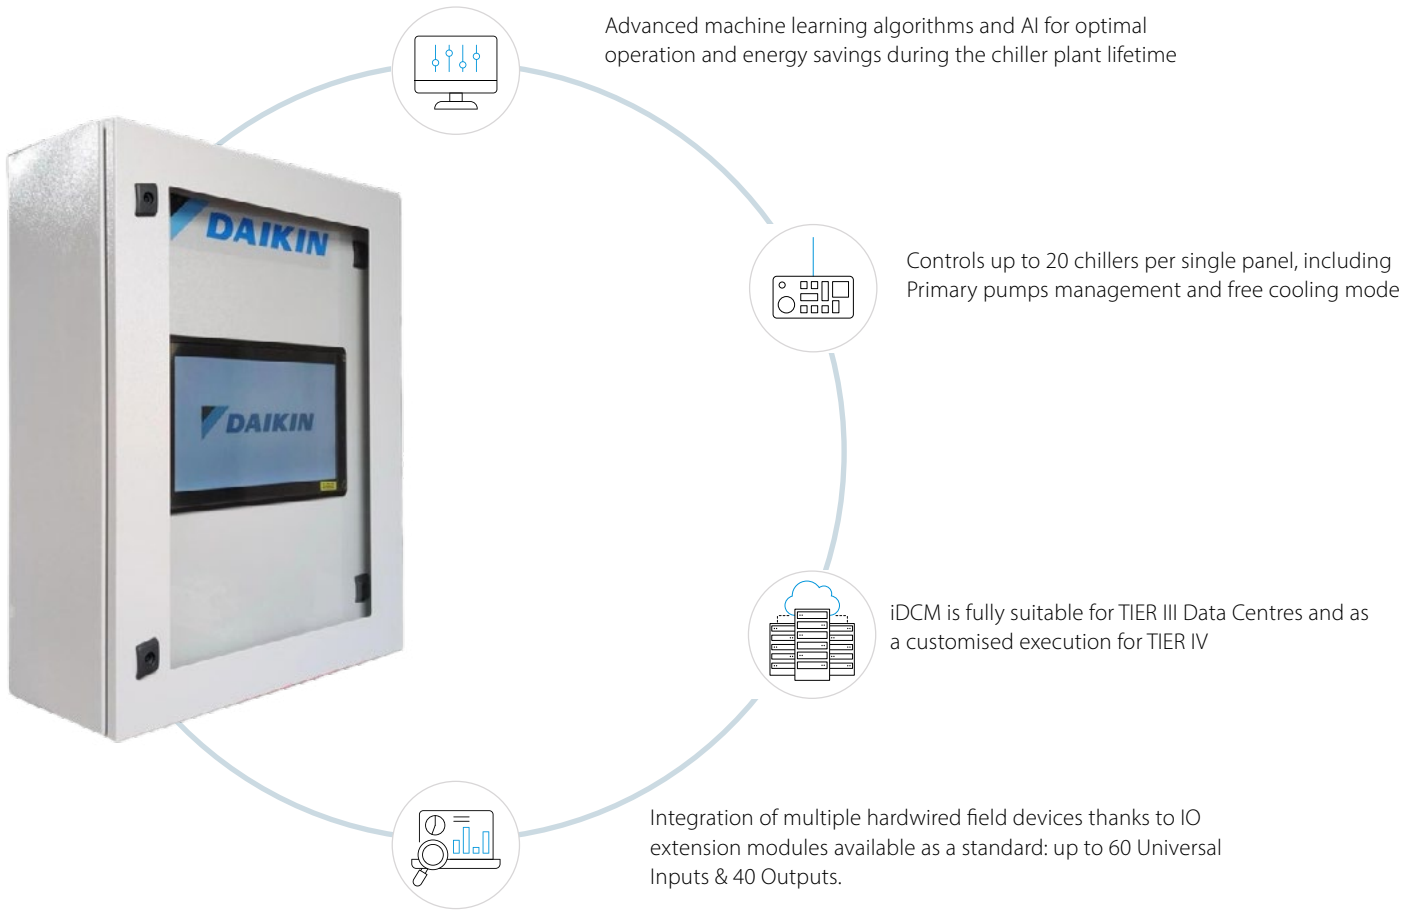 Advanced machine learning algorithms and AI for optimal
operation and energy savings during the chiller plant lifetime
DAIKIN
Controls up to 20 chillers per single panel, including
Primary pumps management and free cooling mode
DAIKIN
iDCM is fully suitable for TIER III Data Centres and as
a customised execution for TIER IV
Integration of multiple hardwired field devices thanks to IO
extension modules available as a standard: up to 60 Universal
Inputs & 40 Outputs.